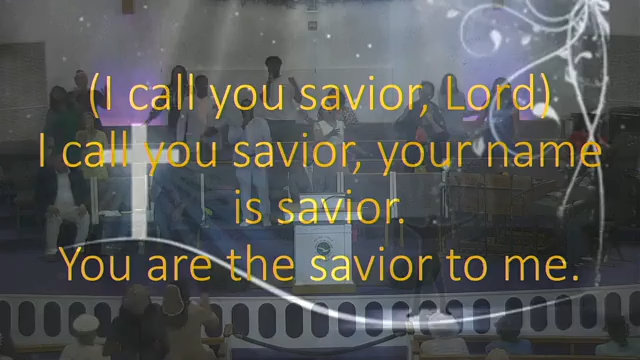 (I call you savior, Lord)
I call you savior, your name
is savior.
You are the savior to me.